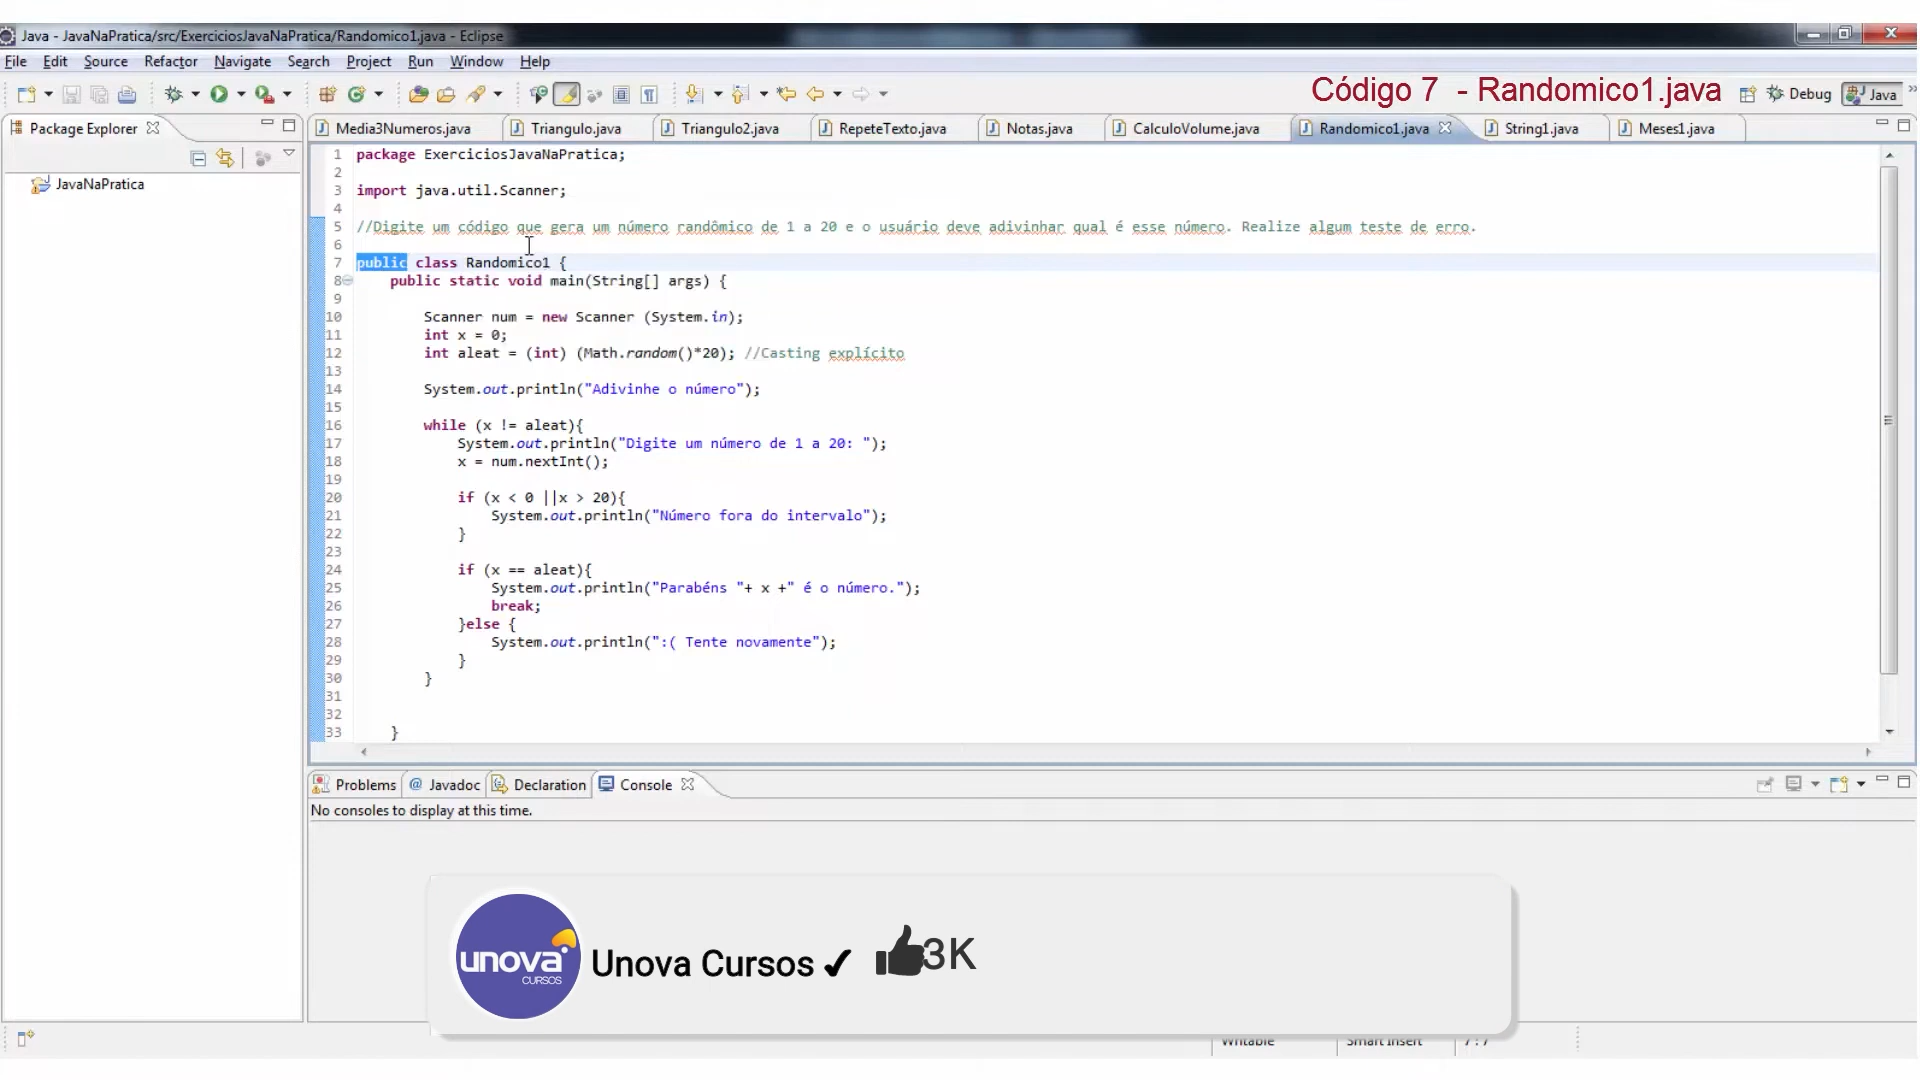 Java - JavaNaPratica/src/ExerciciosJavaNaPratica/Randomico1.java - Eclipse
File Edit Source Refactor Navigate Search Project Run Window Help
Código 7 - Randomico1.java
Debug Java
Package Explorer
Media3Numeros.java Triangulo.java Triangulo2.java RepeteTexto.java Notas.java CalculoVolume.java Randomico1.java String1.java Meses1.java
JavaNaPratica
1 package ExerciciosJavaNaPratica;
2
3 import java.util.Scanner;
4
5 //Digite um código que gera um número randômico de 1 a 20 e o usuário deve adivinhar qual é esse número. Realize algum teste de erro.
6
7 public class Randomico1 {
8 public static void main(String[] args) {
9
10 Scanner num = new Scanner (System.in);
11 int x = 0;
12 int aleat = (int) (Math.random()*20); //Casting explícito
13
14 System.out.println("Adivinhe o número");
15
16 while (x != aleat){
17 System.out.println("Digite um número de 1 a 20: ");
18 x = num.nextInt();
19
20 if (x < 0 ||x > 20){
21 System.out.println("Número fora do intervalo");
22 }
23
24 if (x == aleat){
25 System.out.println("Parabéns "+ x +" é o número.");
26 break;
27 }else {
28 System.out.println(":( Tente novamente");
29 }
30 }
31
32
33 }
Problems @ Javadoc Declaration Console
No consoles to display at this time.
unova CURSOS
Unova Cursos ✔ 3K
Writable Smart Insert 7 : 7